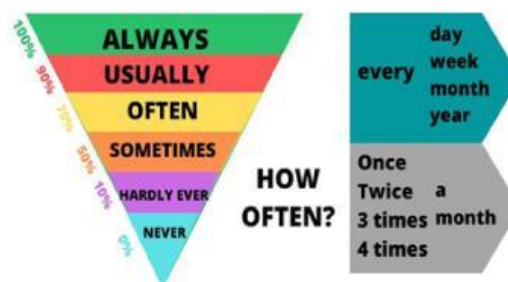 100% ALWAYS
90% USUALLY
70% OFTEN
50% SOMETIMES
10% HARDLY EVER
0% NEVER
HOW
OFTEN?
every
day
week
month
year
Once
Twice
3 times
4 times
a
month